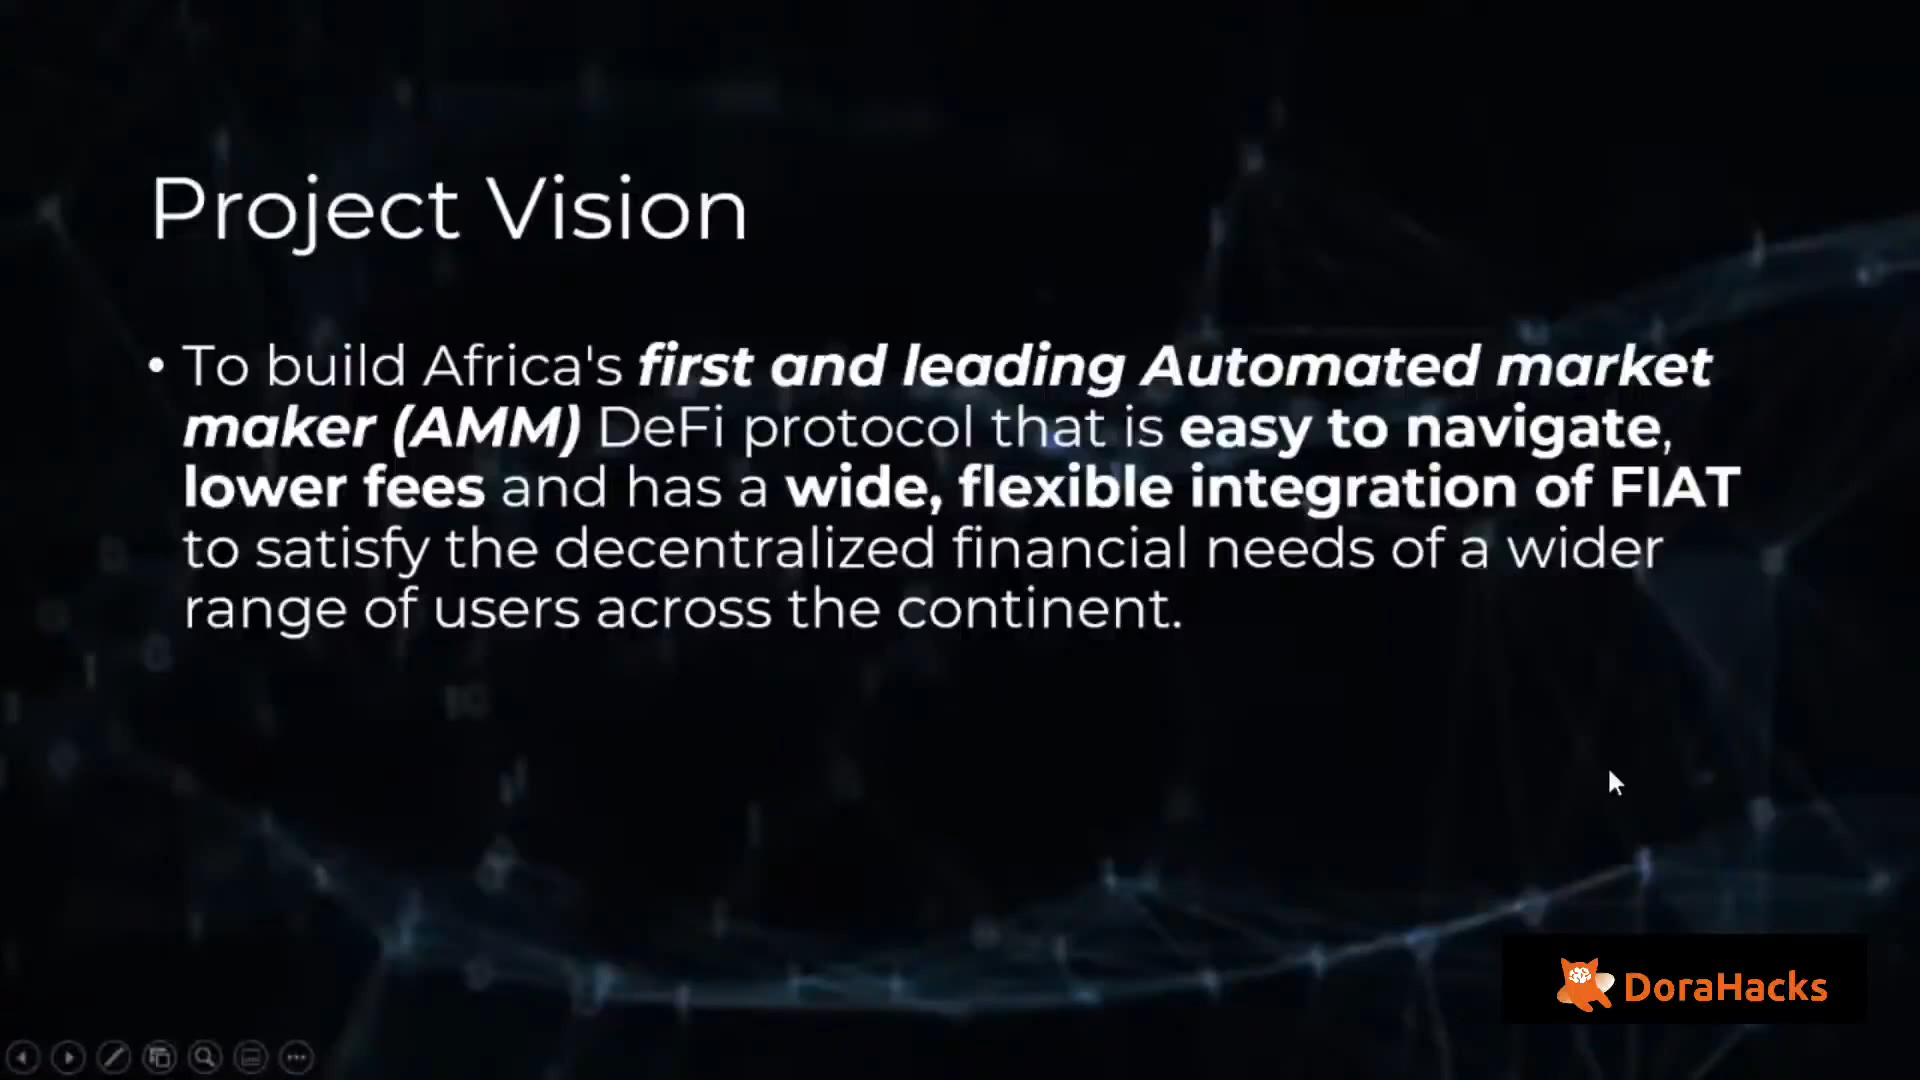 Project Vision
• To build Africa's first and leading Automated market
maker (AMM) DeFi protocol that is easy to navigate,
lower fees and has a wide, flexible integration of FIAT
to satisfy the decentralized financial needs of a wider
range of users across the continent.
DoraHacks